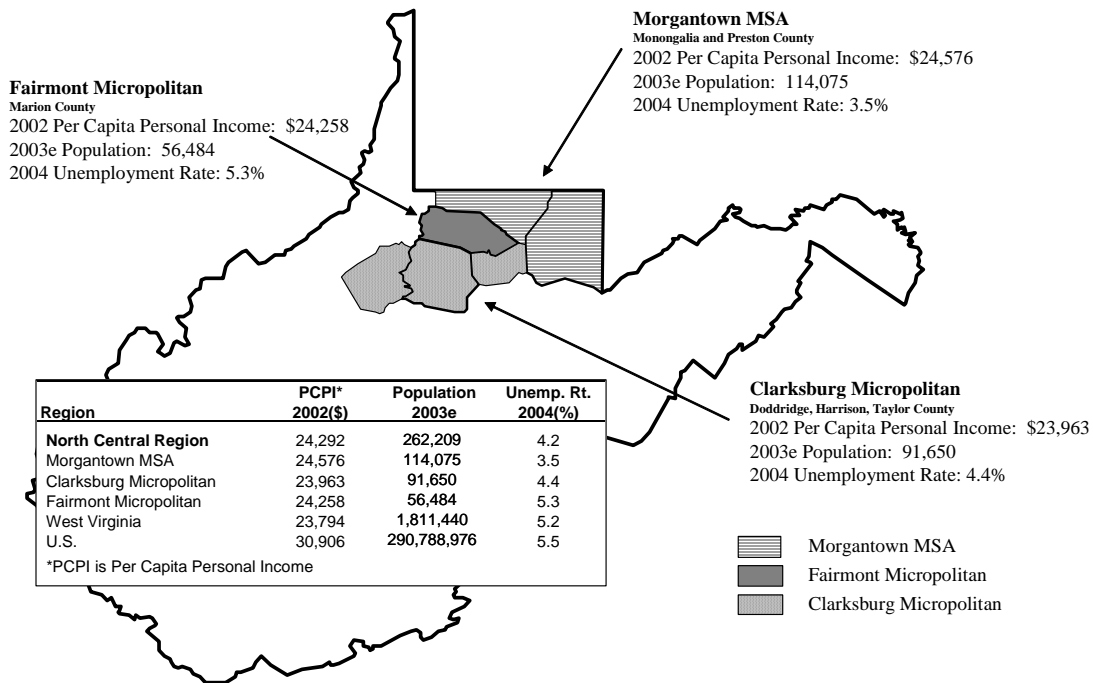 Morgantown MSA
Monongalia and Preston County
2002 Per Capita Personal Income: $24,576
2003e Population: 114,075
2004 Unemployment Rate: 3.5%
Fairmont Micropolitan
Marion County
2002 Per Capita Personal Income: $24,258
2003e Population: 56,484
2004 Unemployment Rate: 5.3%
Clarksburg Micropolitan
Doddridge, Harrison, Taylor County
2002 Per Capita Personal Income: $23,963
2003e Population: 91,650
2004 Unemployment Rate: 4.4%
PCPI* Population Unemp. Rt.
Region 2002($) 2003e 2004(%)
North Central Region 24,292 262,209 4.2
Morgantown MSA 24,576 114,075 3.5
Clarksburg Micropolitan 23,963 91,650 4.4
Fairmont Micropolitan 24,258 56,484 5.3
West Virginia 23,794 1,811,440 5.2
U.S. 30,906 290,788,976 5.5
*PCPI is Per Capita Personal Income
Morgantown MSA
Fairmont Micropolitan
Clarksburg Micropolitan